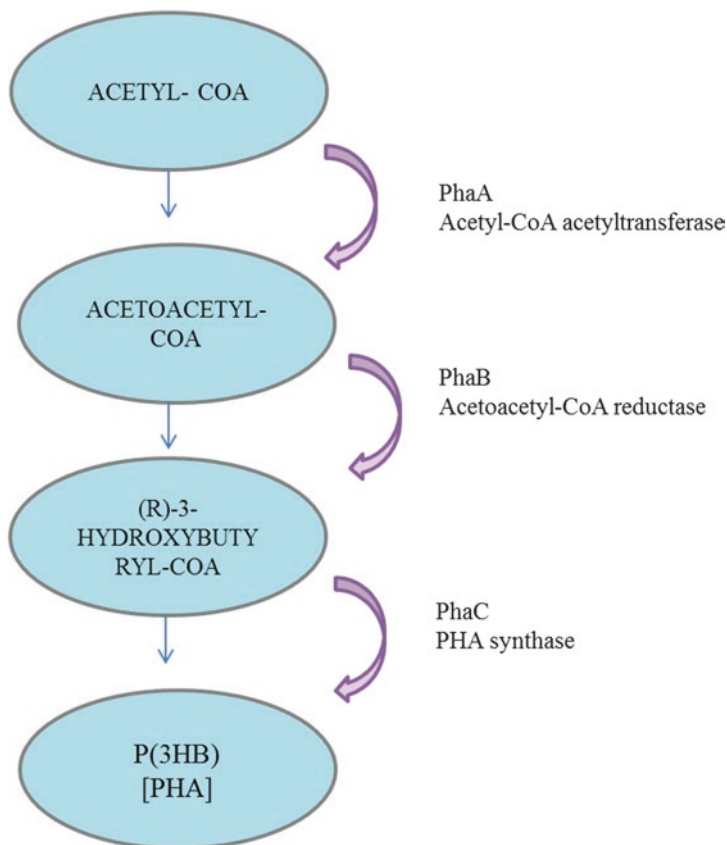 ACETYL- COA
PhaA
Acetyl-CoA acetyltransferase
ACETOACETYL-
COA
PhaB
Acetoacetyl-CoA reductase
(R)-3-
HYDROXYBUTY
RYL-COA
PhaC
PHA synthase
P(3HB)
[PHA]